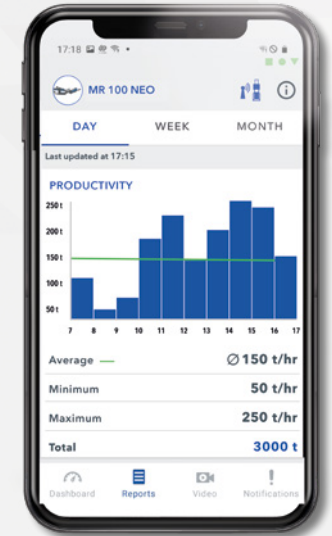 17:18
MR 100 NEO
DAY WEEK MONTH
Last updated at 17:15
PRODUCTIVITY
250 t
200 t
150 t
100 t
50 t
7 8 9 10 11 12 13 14 15 16 17
Average Ø 150 t/hr
Minimum 50 t/hr
Maximum 250 t/hr
Total 3000 t
Dashboard Reports Video Notifications